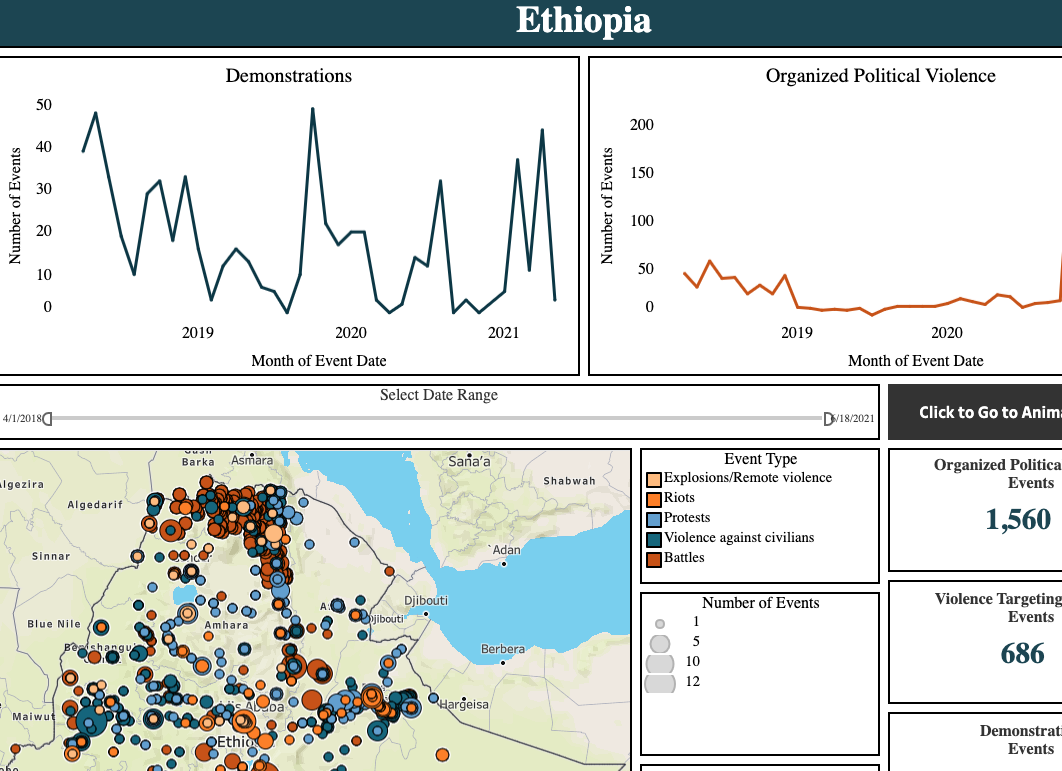 Ethiopia
Demonstrations
50
40
30
20
10
0
Number of Events
2019
2020
2021
Month of Event Date
Organized Political Violence
200
150
100
50
0
Number of Events
2019
2020
Month of Event Date
Select Date Range
4/1/2018
6/18/2021
Click to Go to Anima
Barka
Asmara
Sana'a
Algezira
Algedarif
Shabwah
Sinnar
`Adan
Djibouti
Djibouti
Blue Nile
Amhara
Berbera
Hargeisa
Maiwut
Ethio
Event Type
Explosions/Remote violence
Riots
Protests
Violence against civilians
Battles
Number of Events
1
5
10
12
Organized Politica
Events
1,560
Violence Targeting
Events
686
Demonstrati
Events